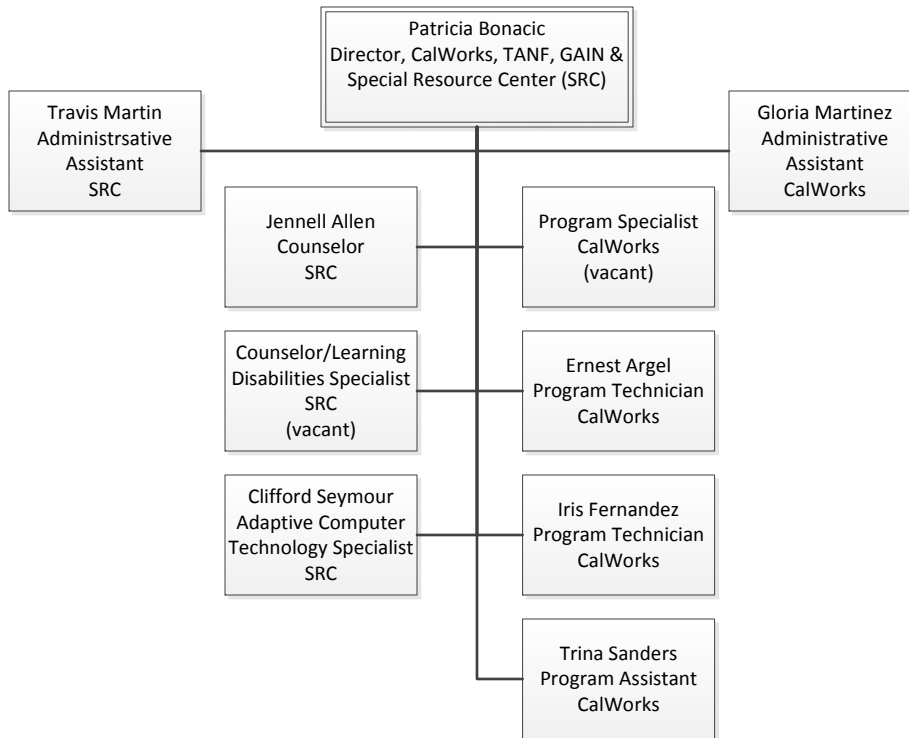 Patricia Bonacic
Director, CalWorks, TANF, GAIN &
Special Resource Center (SRC)
Travis Martin
Administrsative
Assistant
SRC
Gloria Martinez
Administrative
Assistant
CalWorks
Jennell Allen
Counselor
SRC
Program Specialist
CalWorks
(vacant)
Counselor/Learning
Disabilities Specialist
SRC
(vacant)
Ernest Argel
Program Technician
CalWorks
Clifford Seymour
Adaptive Computer
Technology Specialist
SRC
Iris Fernandez
Program Technician
CalWorks
Trina Sanders
Program Assistant
CalWorks